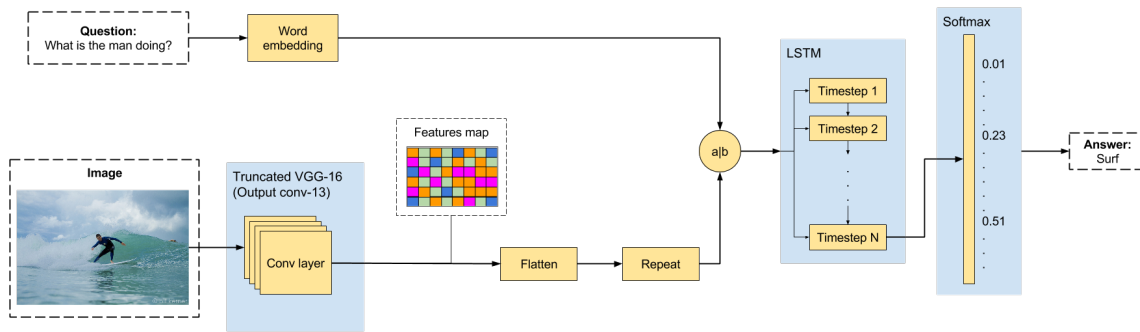 Question:
What is the man doing?
Word
embedding
Image
Truncated VGG-16
(Output conv-13)
Conv layer
Features map
Flatten
Repeat
a|b
LSTM
Timestep 1
Timestep 2
.
.
.
Timestep N
Softmax
0.01
.
.
.
.
0.23
.
.
.
.
0.51
.
.
.
.
Answer:
Surf